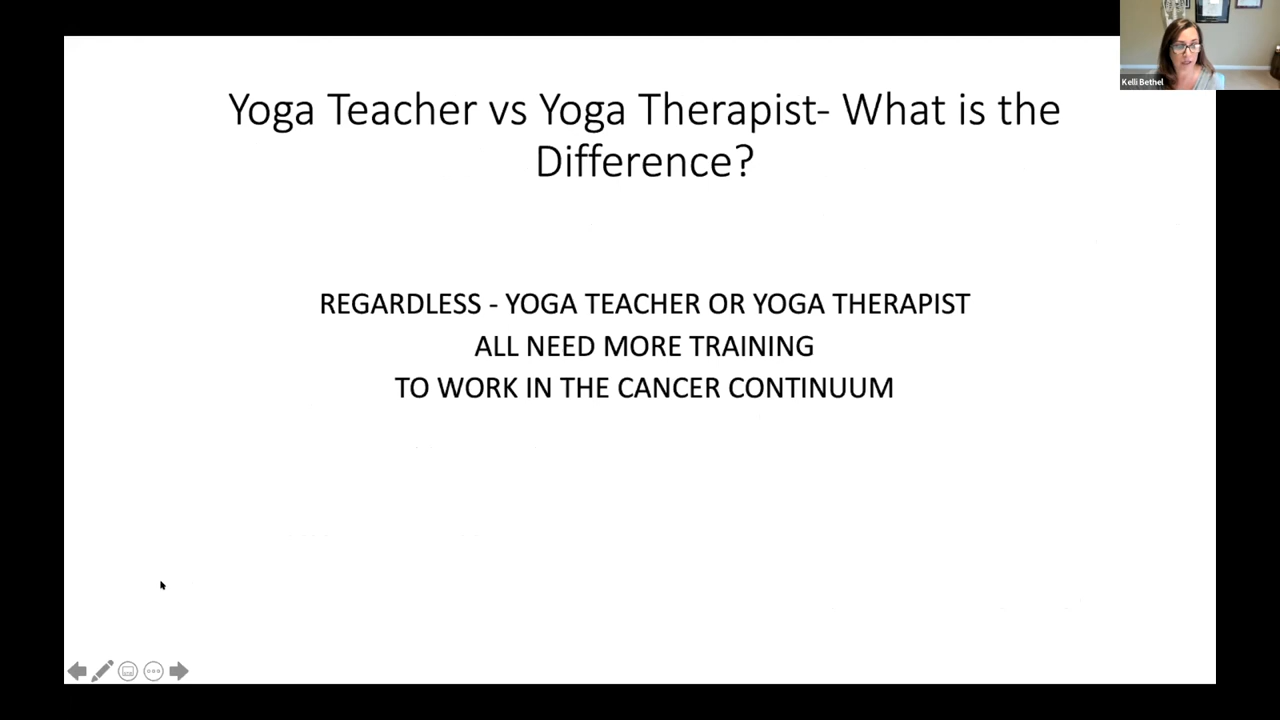 Yoga Teacher vs Yoga Therapist- What is the
Difference?
REGARDLESS - YOGA TEACHER OR YOGA THERAPIST
ALL NEED MORE TRAINING
TO WORK IN THE CANCER CONTINUUM
Kelli Bethel